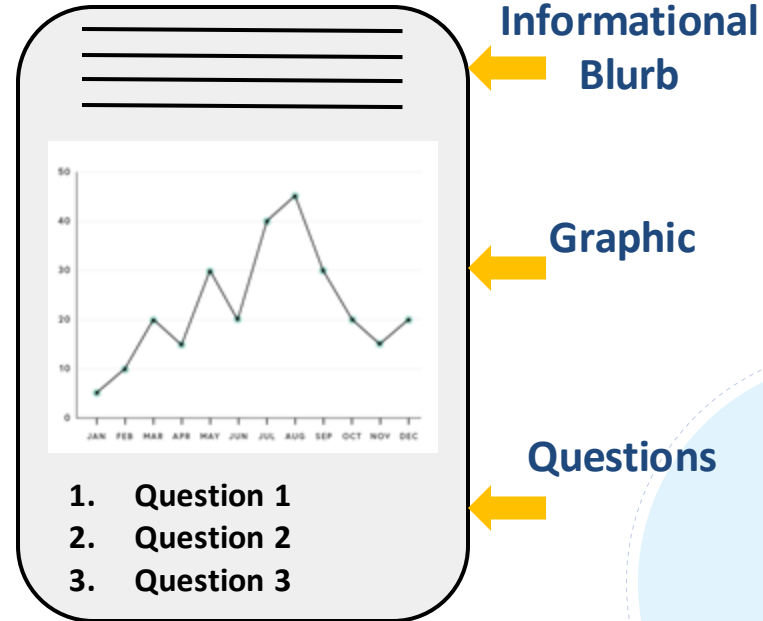 Informational
Blurb
50
40
30
20
10
0
JAN FEB MAR APR MAY JUN JUL AUG SEP OCT NOV DEC
Graphic
Questions
1. Question 1
2. Question 2
3. Question 3